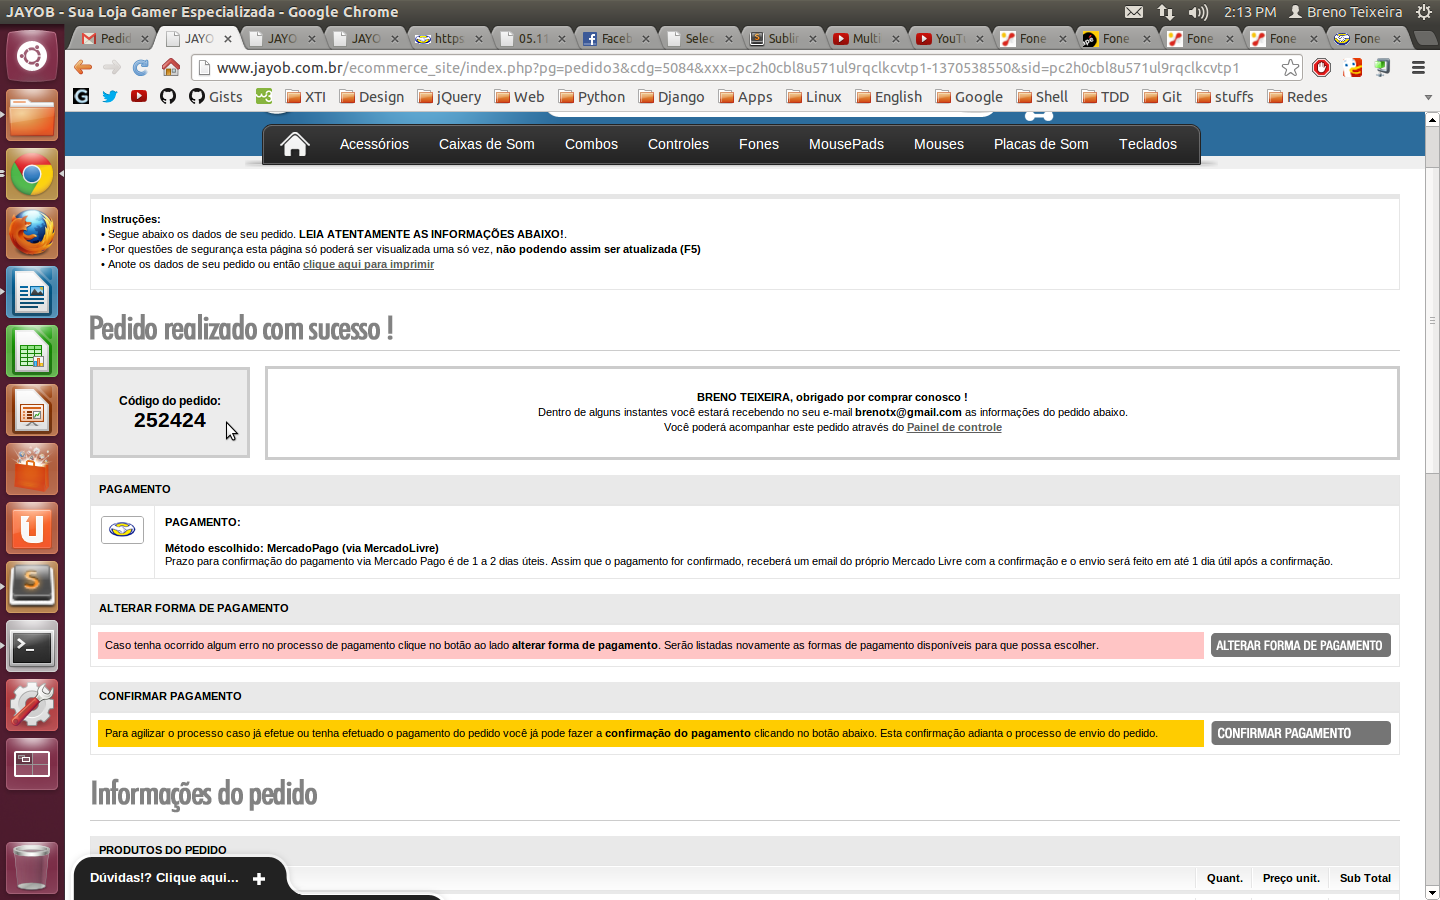 JAYOB - Sua Loja Gamer Especializada - Google Chrome
2:13 PM
Breno Teixeira
Pedid
JAYO
JAYO
JAYO
https
05.11
Faceb
Selec
Sublin
Multi
YouTu
Fone
Fone
Fone
Fone
Fone
www.jayob.com.br/ecommerce_site/index.php?pg=pedido3&cdg=5084&xxx=pc2h0cbl8u571ul9rqclkcvtp1-1370538550&sid=pc2h0cbl8u571ul9rqclkcvtp1
Gists
XTI
Design
jQuery
Web
Python
Django
Apps
Linux
English
Google
Shell
TDD
Git
stuffs
Redes
Acessórios
Caixas de Som
Combos
Controles
Fones
MousePads
Mouses
Placas de Som
Teclados
Instruções:
• Segue abaixo os dados de seu pedido. LEIA ATENTAMENTE AS INFORMAÇÕES ABAIXO!.
• Por questões de segurança esta página só poderá ser visualizada uma só vez, não podendo assim ser atualizada (F5)
• Anote os dados de seu pedido ou então clique aqui para imprimir
Pedido realizado com sucesso !
Código do pedido:
252424
BRENO TEIXEIRA, obrigado por comprar conosco !
Dentro de alguns instantes você estará recebendo no seu e-mail brenotx@gmail.com as informações do pedido abaixo.
Você poderá acompanhar este pedido através do Painel de controle
PAGAMENTO
PAGAMENTO:
Método escolhido: MercadoPago (via MercadoLivre)
Prazo para confirmação do pagamento via Mercado Pago é de 1 a 2 dias úteis. Assim que o pagamento for confirmado, receberá um email do próprio Mercado Livre com a confirmação e o envio será feito em até 1 dia útil após a confirmação.
ALTERAR FORMA DE PAGAMENTO
Caso tenha ocorrido algum erro no processo de pagamento clique no botão ao lado alterar forma de pagamento. Serão listadas novamente as formas de pagamento disponíveis para que possa escolher.
ALTERAR FORMA DE PAGAMENTO
CONFIRMAR PAGAMENTO
Para agilizar o processo caso já efetue ou tenha efetuado o pagamento do pedido você já pode fazer a confirmação do pagamento clicando no botão abaixo. Esta confirmação adianta o processo de envio do pedido.
CONFIRMAR PAGAMENTO
Informações do pedido
PRODUTOS DO PEDIDO
Quant.
Preço unit.
Sub Total
Dúvidas!? Clique aqui... +